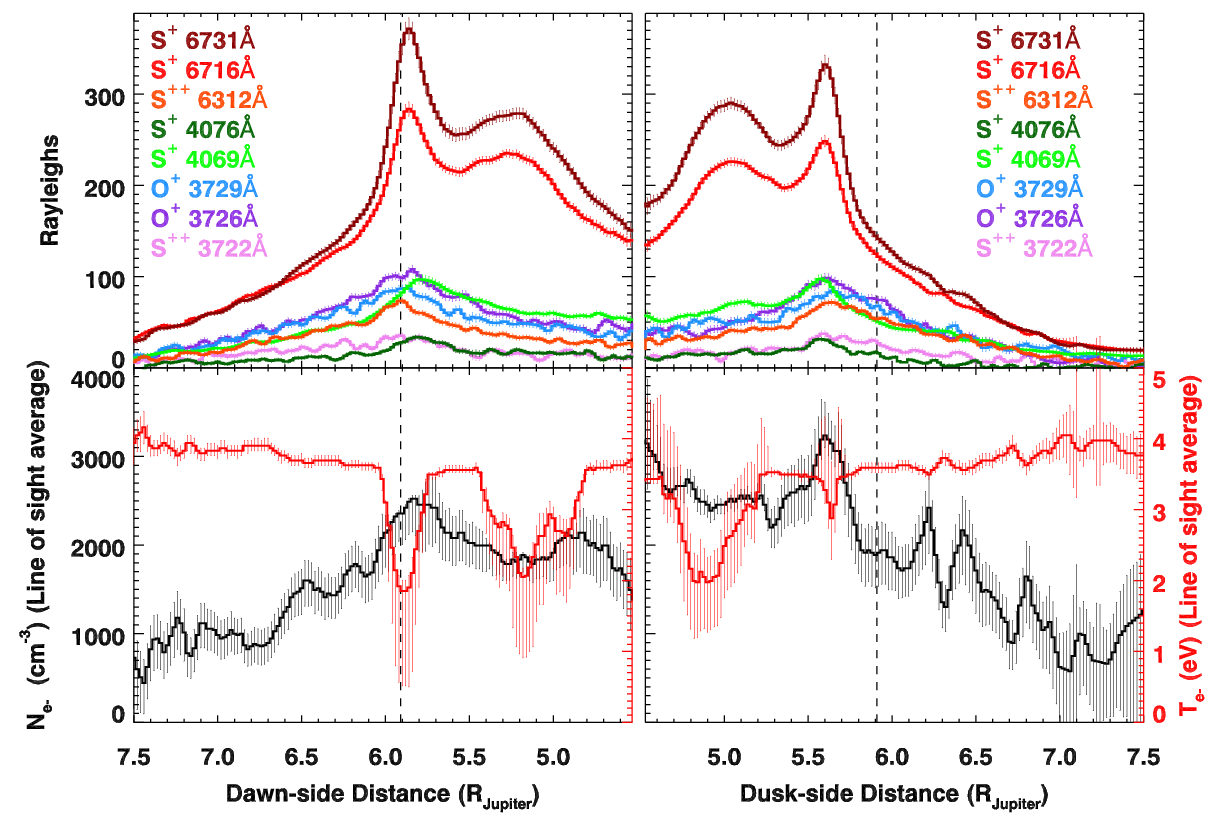 S+ 6731Å
S+ 6716Å
S++ 6312Å
S+ 4076Å
S+ 4069Å
O+ 3729Å
O+ 3726Å
S++ 3722Å
S+ 6731Å
S+ 6716Å
S++ 6312Å
S+ 4076Å
S+ 4069Å
O+ 3729Å
O+ 3726Å
S++ 3722Å
Rayleighs
300
200
100
0
Ne- (cm-3) (Line of sight average)
4000
3000
2000
1000
0
5
4
3
2
1
0
Te- (eV) (Line of sight average)
7.5 7.0 6.5 6.0 5.5 5.0
5.0 5.5 6.0 6.5 7.0 7.5
Dawn-side Distance (RJupiter)
Dusk-side Distance (RJupiter)